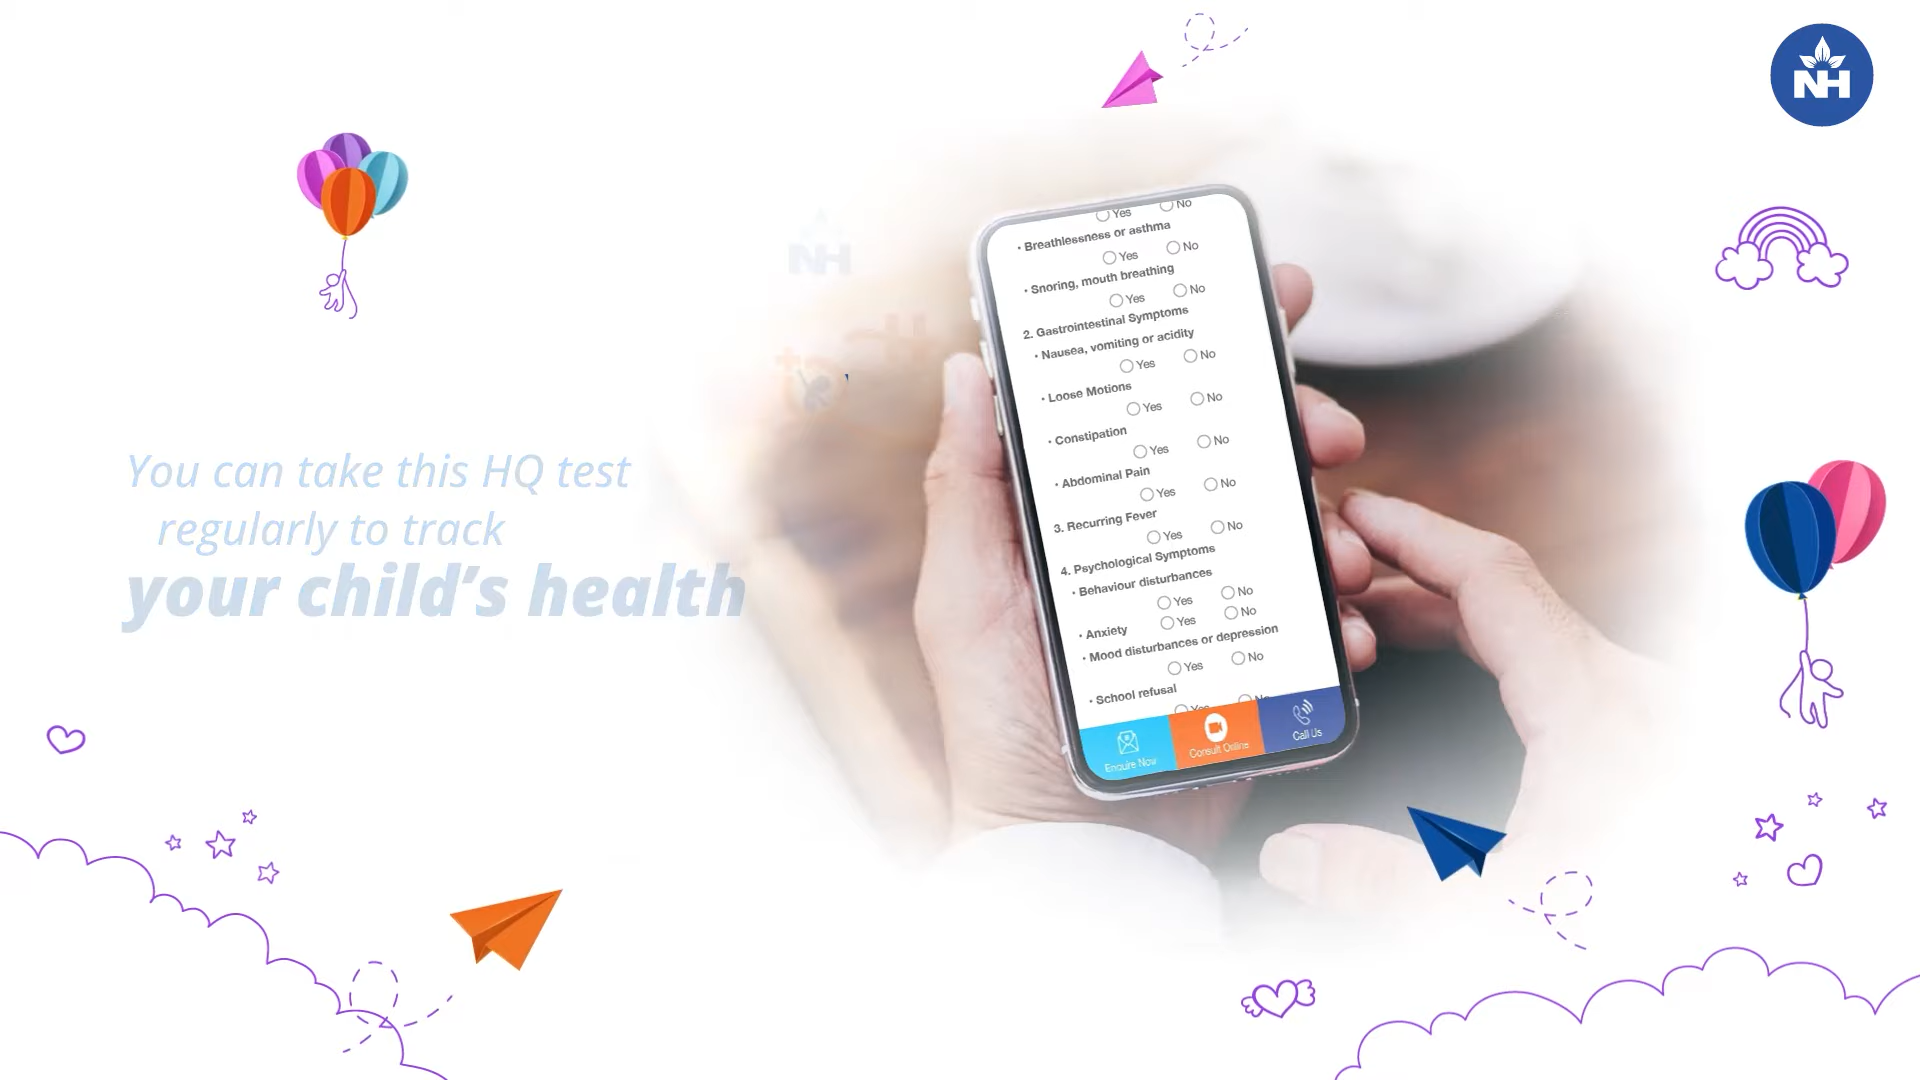 NH
NH
You can take this HQ test
regularly to track
your child's health
Yes No
• Breathlessness or asthma
Yes No
• Snoring, mouth breathing
Yes No
2. Gastrointestinal Symptoms
• Nausea, vomiting or acidity
Yes No
• Loose Motions
Yes No
• Constipation
Yes No
• Abdominal Pain
Yes No
3. Recurring Fever
Yes No
4. Psychological Symptoms
• Behaviour disturbances
Yes No
• Anxiety Yes No
• Mood disturbances or depression
Yes No
• School refusal
Yes No
Enquire Now
Consult Online
Call Us